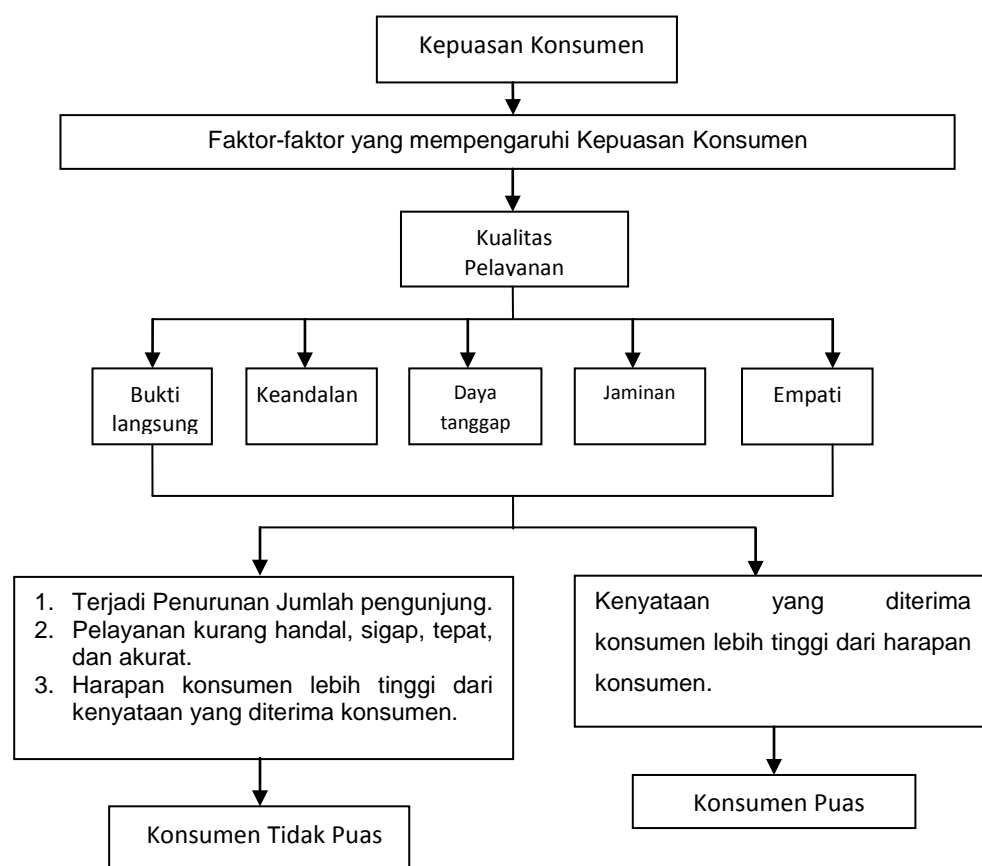 Kepuasan Konsumen
Faktor-faktor yang mempengaruhi Kepuasan Konsumen
Kualitas
Pelayanan
Bukti
langsung
Keandalan
Daya
tanggap
Jaminan
Empati
1. Terjadi Penurunan Jumlah pengunjung.
2. Pelayanan kurang handal, sigap, tepat,
dan akurat.
3. Harapan konsumen lebih tinggi dari
kenyataan yang diterima konsumen.
Kenyataan yang diterima
konsumen lebih tinggi dari harapan
konsumen.
Konsumen Tidak Puas
Konsumen Puas